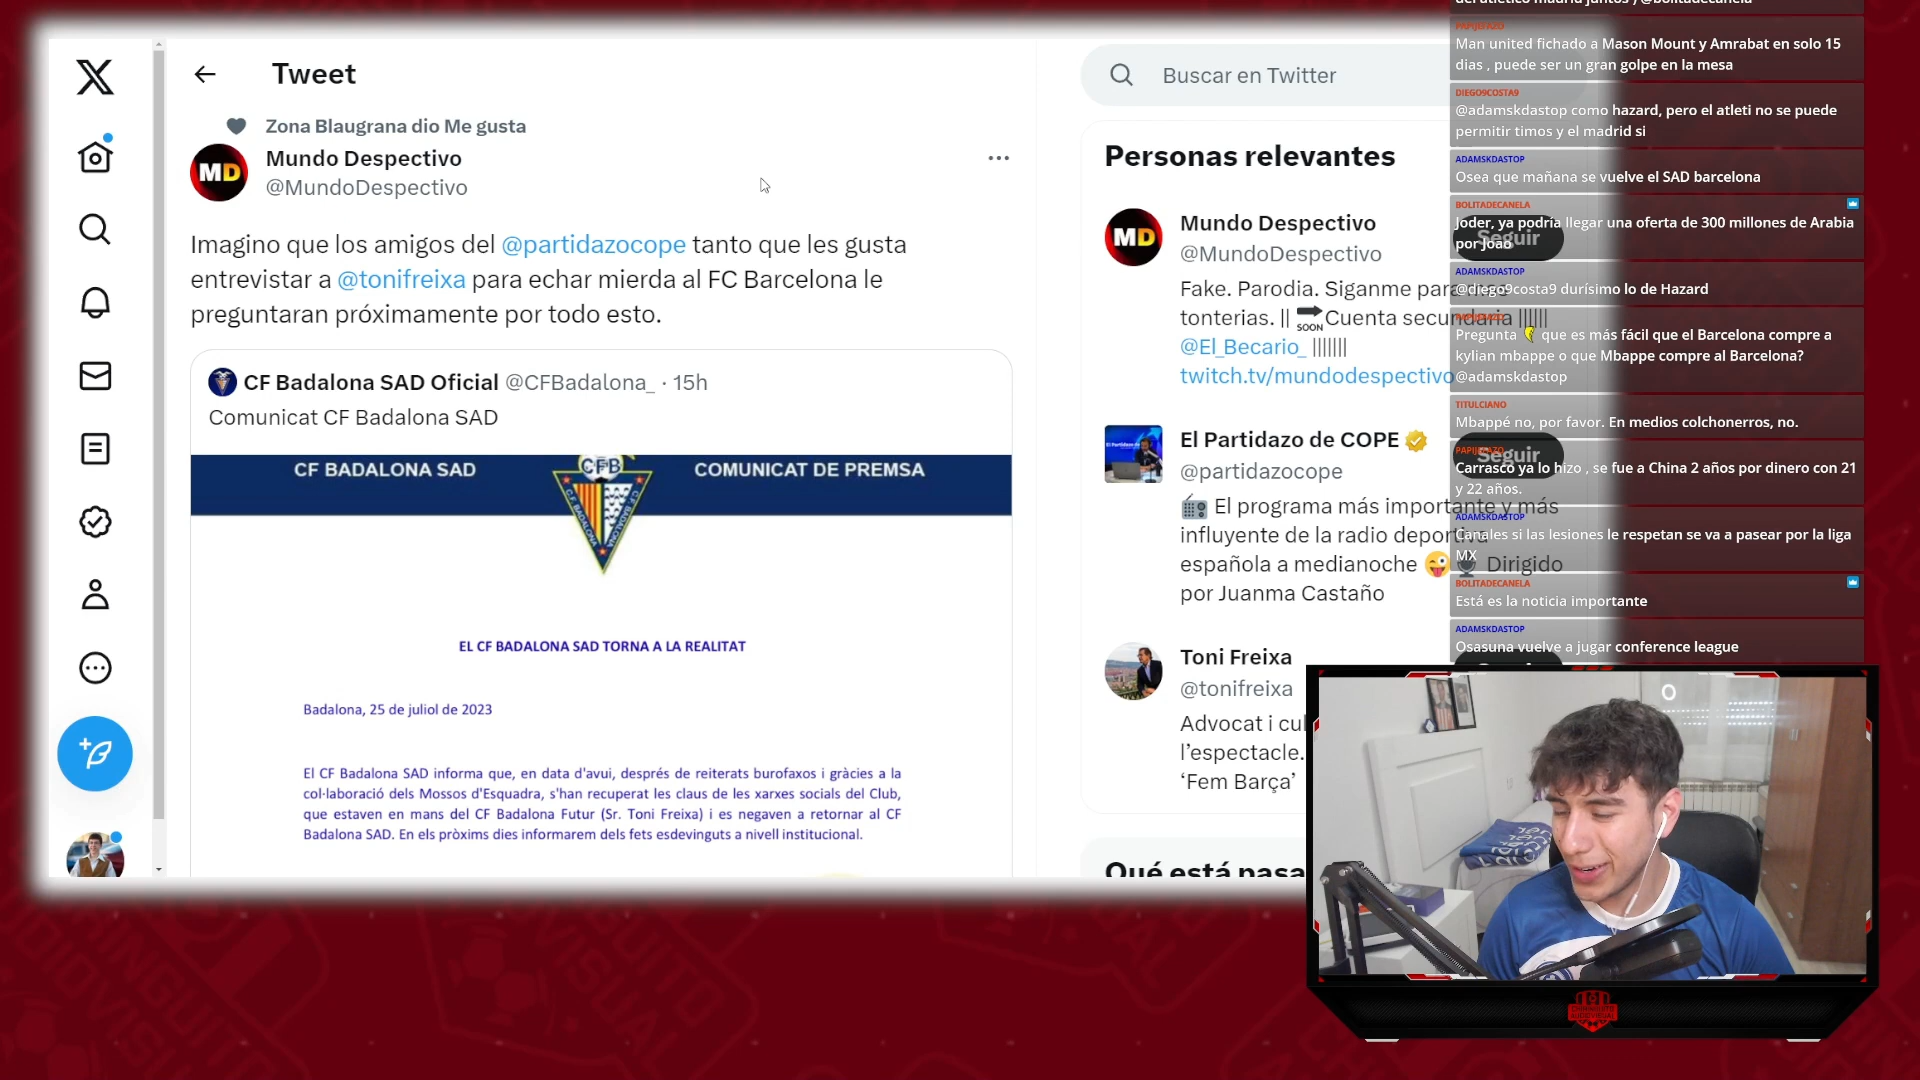 Tweet
Zona Blaugrana dio Me gusta
MD
Mundo Despectivo
@MundoDespectivo
Imagino que los amigos del @partidazocope tanto que les gusta
entrevistar a @tonifreixa para echar mierda al FC Barcelona le
preguntaran próximamente por todo esto.
CF Badalona SAD Oficial @CFBadalona_ · 15h
Comunicat CF Badalona SAD
CF BADALONA SAD
CFB
COMUNICAT DE PREMSA
EL CF BADALONA SAD TORNA A LA REALITAT
Badalona, 25 de juliol de 2023
El CF Badalona SAD informa que, en data d'avui, després de reiterats burofaxos i gràcies a la
col·laboració dels Mossos d'Esquadra, s'han recuperat les claus de les xarxes socials del Club,
que estaven en mans del CF Badalona Futur (Sr. Toni Freixa) i es negaven a retornar al CF
Badalona SAD. En els pròxims dies informarem dels fets esdevinguts a nivell institucional.
Buscar en Twitter
Personas relevantes
MD
Mundo Despectivo
@MundoDespectivo
Seguir
Fake. Parodia. Siganme para
tonterias. || SOON Cuenta secundaria ||||||
@El_Becario_ |||||||
twitch.tv/mundodespectivo
El Partidazo de COPE
@partidazocope
Seguir
El programa más importante y más
influyente de la radio deportiva
española a medianoche Dirigido
por Juanma Castaño
Toni Freixa
@tonifreixa
Advocat i
l'espectacle.
'Fem Barça'
Qué está
PAPIJEFAZO
Man united fichado a Mason Mount y Amrabat en solo 15
dias , puede ser un gran golpe en la mesa
DIEGO9COSTA9
@adamskdastop como hazard, pero el atleti no se puede
permitir timos y el madrid si
ADAMSKDASTOP
Osea que mañana se vuelve el SAD barcelona
BOLITADECANELA
Joder, ya podría llegar una oferta de 300 millones de Arabia
por Joao
ADAMSKDASTOP
@diego9costa9 durísimo lo de Hazard
Pregunta que es más fácil que el Barcelona compre a
kylian mbappe o que Mbappe compre al Barcelona?
@adamskdastop
TITULCIANO
Mbappé no, por favor. En medios colchonerros, no.
Carrasco ya lo hizo , se fue a China 2 años por dinero con 21
y 22 años.
ADAMSKDASTOP
Canales si las lesiones le respetan se va a pasear por la liga
MX
BOLITADECANELA
Está es la noticia importante
ADAMSKDASTOP
Osasuna vuelve a jugar conference league